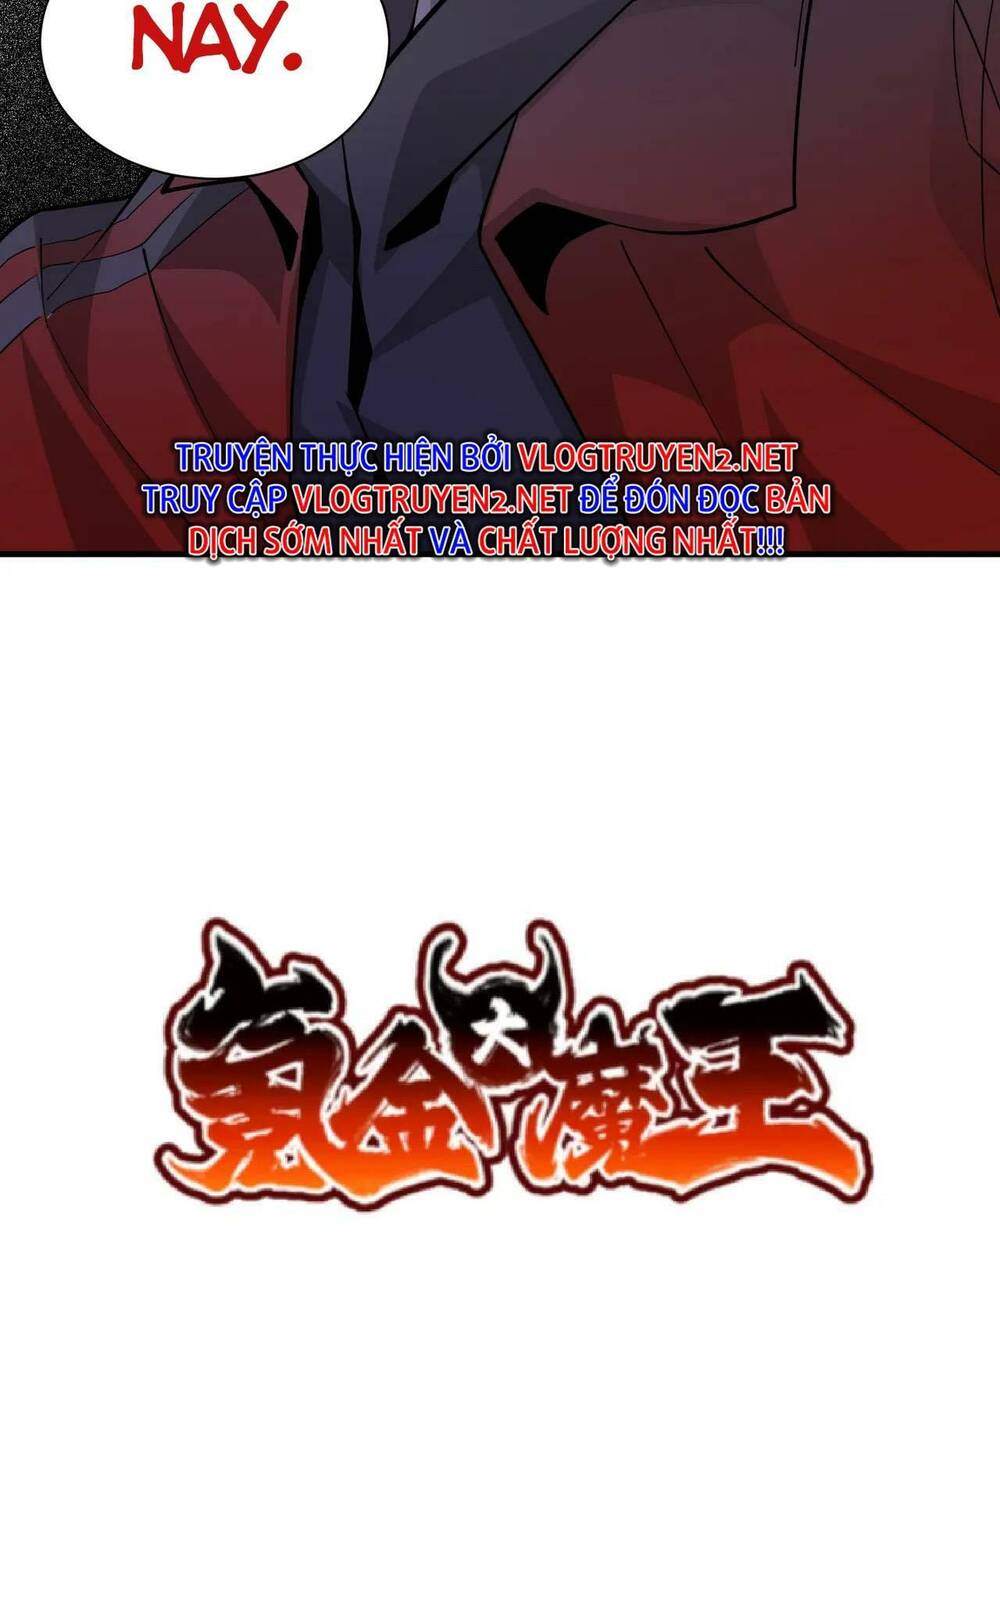 NAY.
TRUYỆN THỰC HIỆN BỞI VLOGTRUYEN2.NET
TRUY CẬP VLOGTRUYEN2.NET ĐỂ ĐÓN ĐỌC BẢN
DỊCH SỚM NHẤT VÀ CHẤT LƯỢNG NHẤT!!!
氪金大魔王